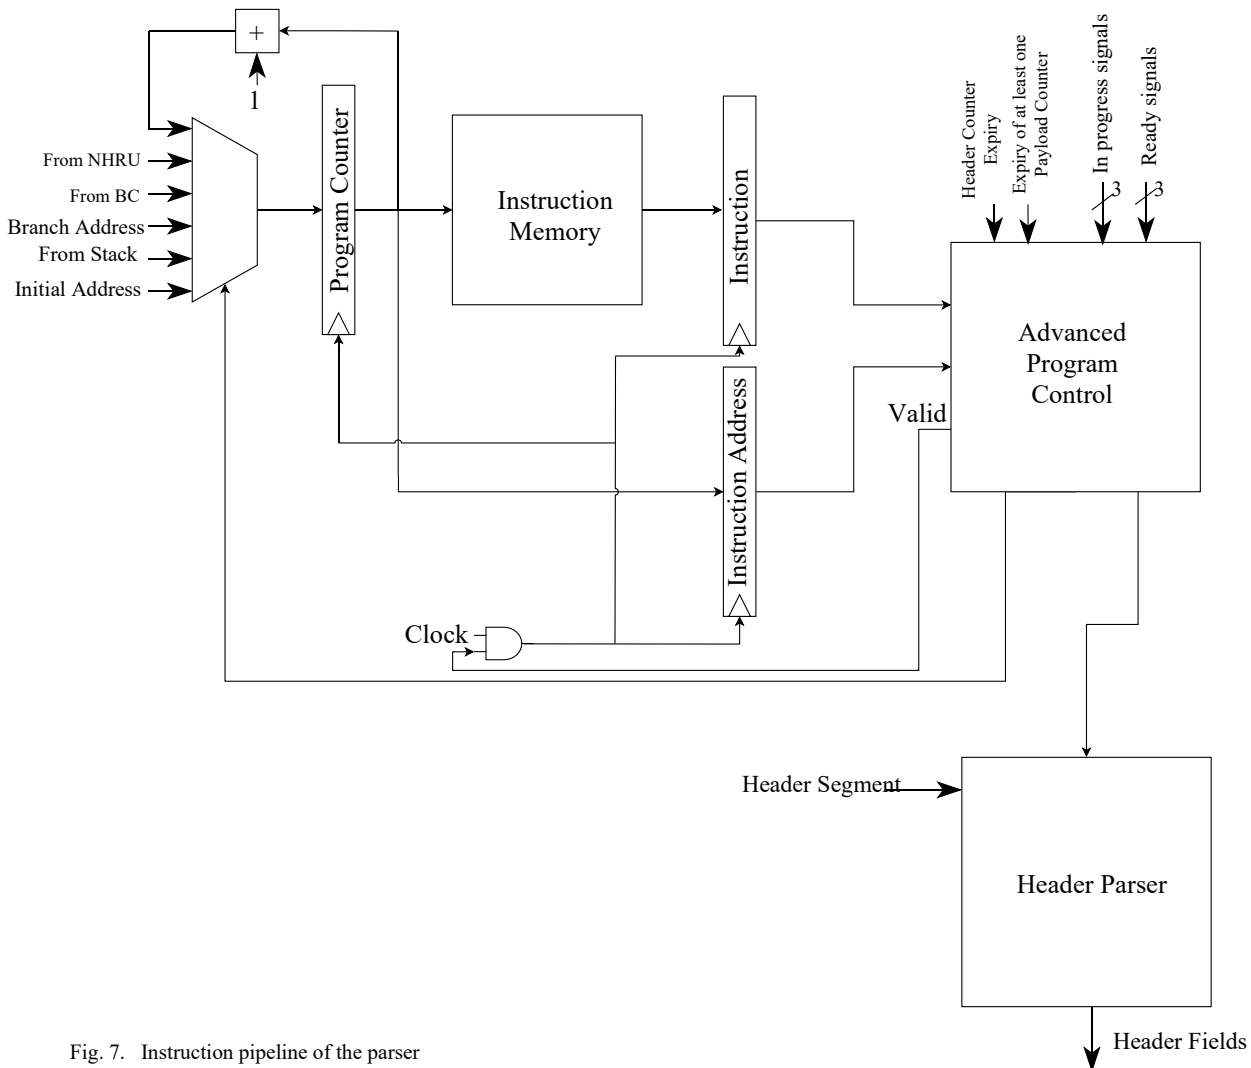 +
1
From NHRU
From BC
Branch Address
From Stack
Initial Address
Program Counter
Instruction
Memory
Instruction
Instruction Address
Header Counter
Expiry
Expiry of at least one
Payload Counter
In progress signals
3
Ready signals
3
Advanced
Program
Control
Valid
Clock
Header Segment
Header Parser
Header Fields
Fig. 7. Instruction pipeline of the parser